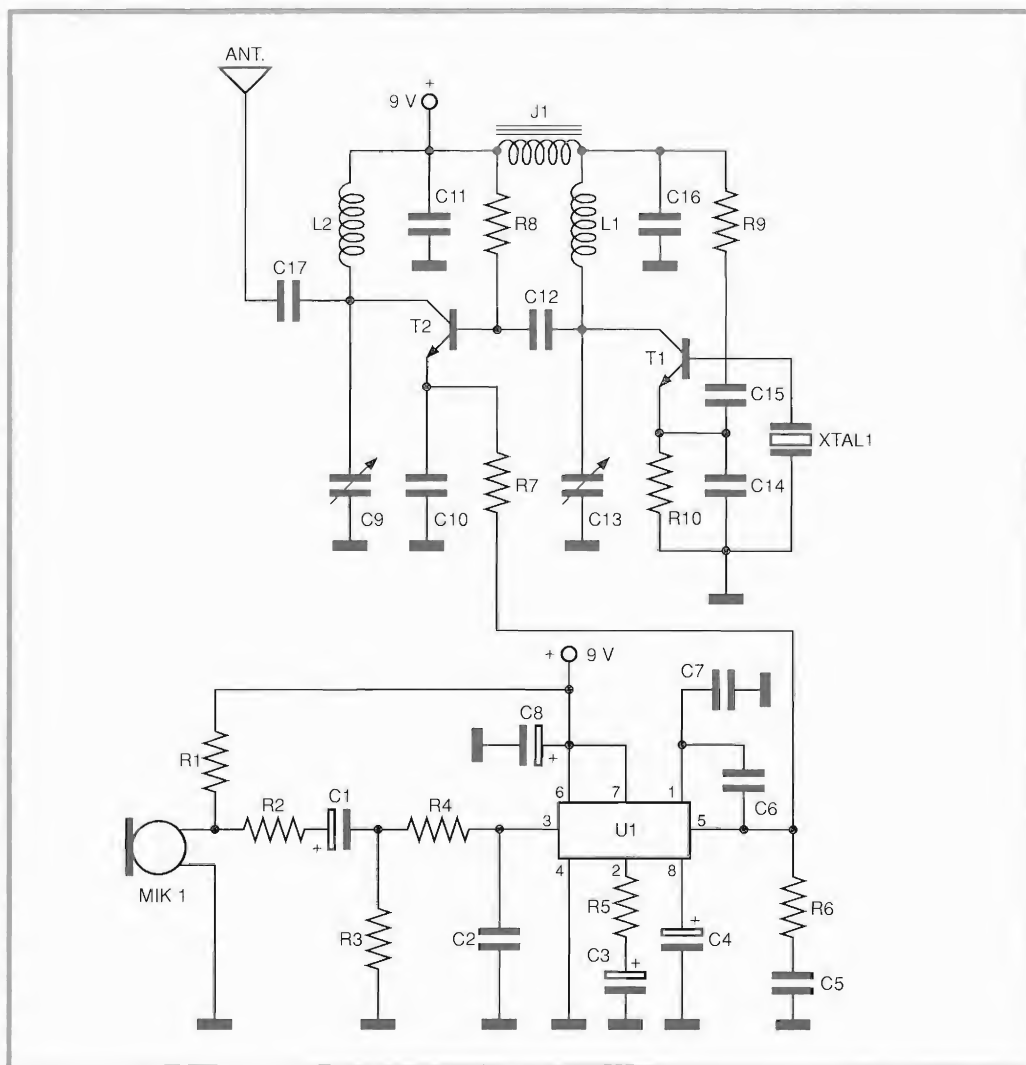 ANT.
+
9 V
J1
L2
C11
R8
L1
C16
R9
C17
T2
C12
T1
C15
XTAL1
C9
C10
R7
C13
R10
C14
+ 9 V
C7
C8
+
R1
R2
C1
+
R4
6
7
1
C6
3
U1
5
MIK 1
4
2
8
R3
C2
R5
C3
+
+
C4
R6
C5